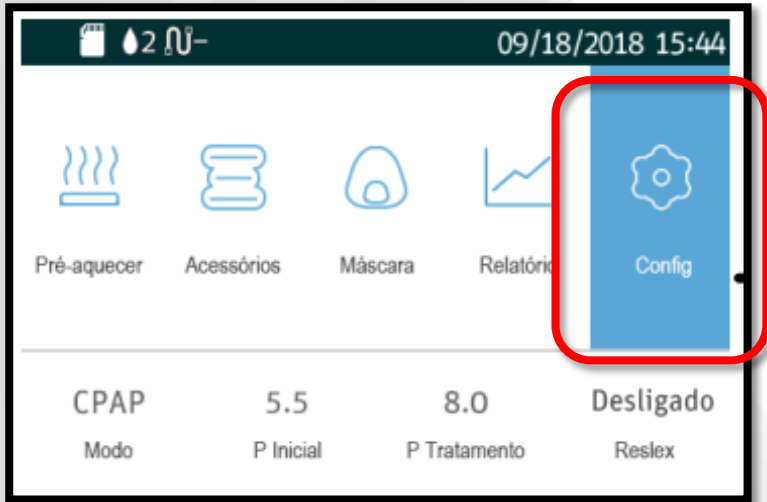 2 09/18/2018 15:44
Pré-aquecer Acessórios Máscara Relatório Config
CPAP 5.5 8.0 Desligado
Modo P Inicial P Tratamento Reslex